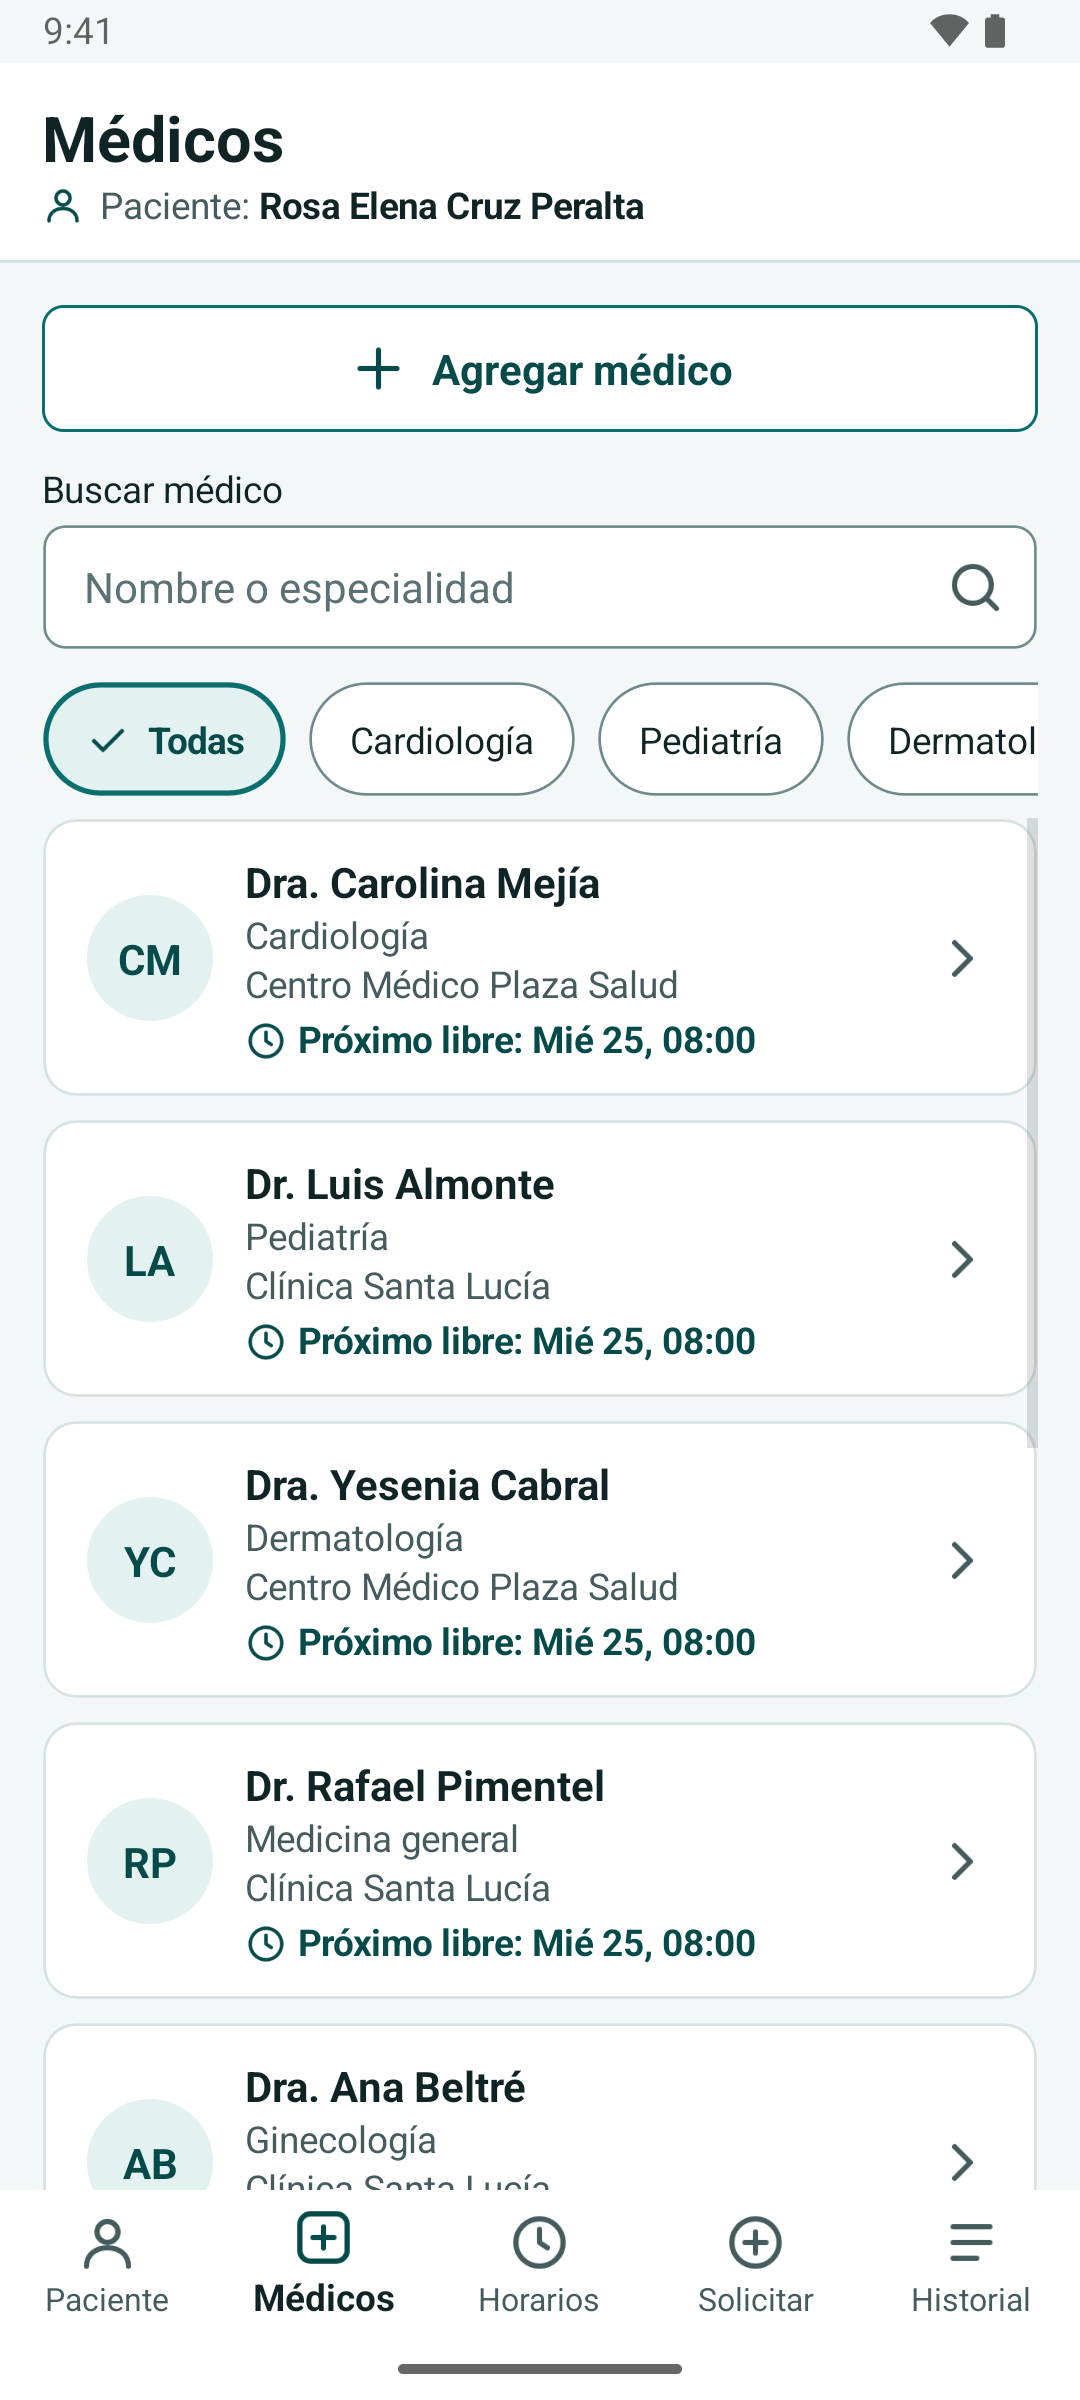 9:41
Médicos
Paciente: Rosa Elena Cruz Peralta
Agregar médico
Buscar médico
Nombre o especialidad
Todas
Cardiología
Pediatría
Dermatol
CM
Dra. Carolina Mejía
Cardiología
Centro Médico Plaza Salud
Próximo libre: Mié 25, 08:00
LA
Dr. Luis Almonte
Pediatría
Clínica Santa Lucía
Próximo libre: Mié 25, 08:00
YC
Dra. Yesenia Cabral
Dermatología
Centro Médico Plaza Salud
Próximo libre: Mié 25, 08:00
RP
Dr. Rafael Pimentel
Medicina general
Clínica Santa Lucía
Próximo libre: Mié 25, 08:00
AB
Dra. Ana Beltré
Ginecología
Clínica Santa Lucía
Paciente
Médicos
Horarios
Solicitar
Historial